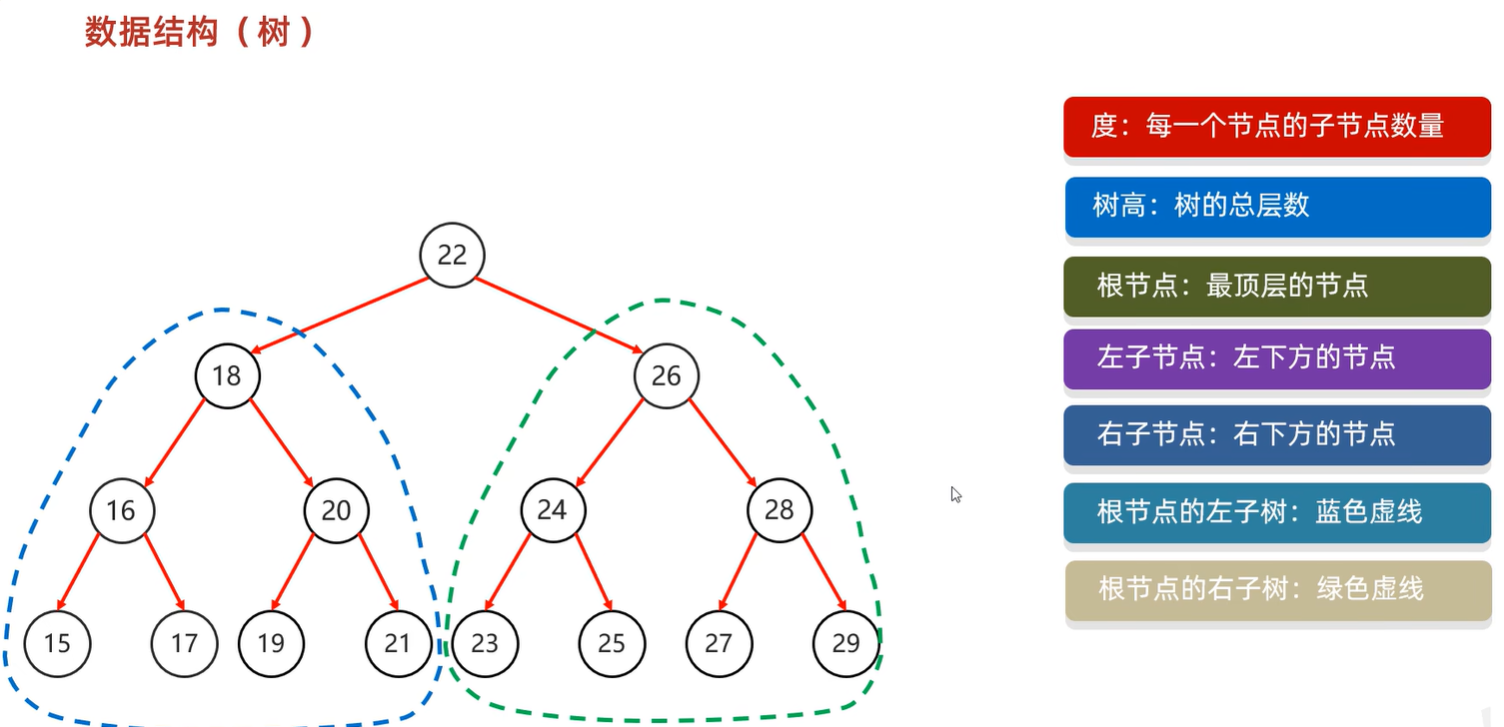 数据结构（树）
度：每一个节点的子节点数量
树高：树的总层数
根节点：最顶层的节点
左子节点：左下方的节点
右子节点：右下方的节点
根节点的左子树：蓝色虚线
根节点的右子树：绿色虚线
22
18 26
16 20 24 28
15 17 19 21 23 25 27 29